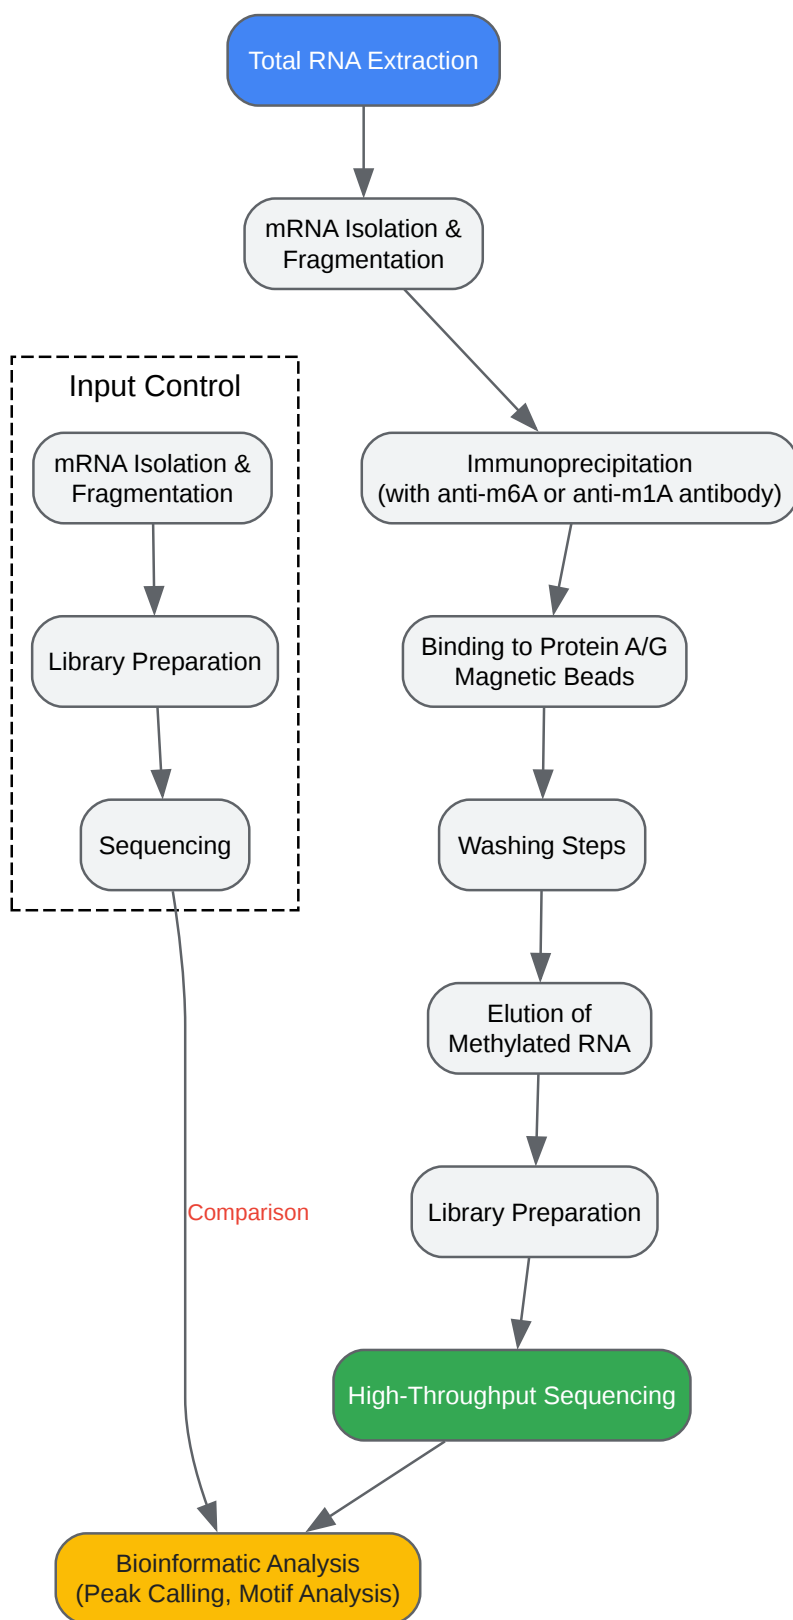 Total RNA Extraction
mRNA Isolation &
Fragmentation
Input Control
mRNA Isolation &
Fragmentation
Library Preparation
Sequencing
Immunoprecipitation
(with anti-m6A or anti-m1A antibody)
Binding to Protein A/G
Magnetic Beads
Washing Steps
Elution of
Methylated RNA
Comparison
Library Preparation
High-Throughput Sequencing
Bioinformatic Analysis
(Peak Calling, Motif Analysis)